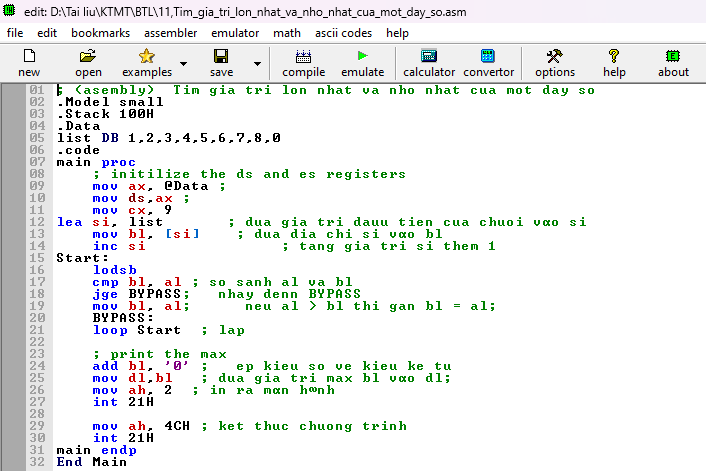 edit: D:\Tai liu\KTMT\BTL\11,Tim_gia_tri_lon_nhat_va_nho_nhat_cua_mot_day_so.asm
file edit bookmarks assembler emulator math ascii codes help
new open examples save compile emulate calculator convertor options help about
01 ; (asembly)  Tim gia tri lon nhat va nho nhat cua mot day so
02 .Model small
03 .Stack 100H
04 .Data
05 list DB 1,2,3,4,5,6,7,8,0
06 .code
07 main proc
08     ; initilize the ds and es registers
09     mov ax, @Data ;
10     mov ds,ax ;
11     mov cx, 9
12 lea si, list        ; dua gia tri dauu tien cua chuoi vαo si
13     mov bl, [si]     ; dua dia chi si vαo bl
14     inc si               ; tang gia tri si them 1
15 Start:
16     lodsb
17     cmp bl, al ; so sanh al va bl
18     jge BYPASS;   nhay denn BYPASS
19     mov bl, al;      neu al > bl thi gan bl = al;
20     BYPASS:
21     loop Start  ; lap
22
23     ; print the max
24     add bl, '0' ;   ep kieu so ve kieu ke tu
25     mov dl,bl   ; dua gia tri max bl vαo dl;
26     mov ah, 2  ; in ra mαn h∞nh
27     int 21H
28
29     mov ah, 4CH ; ket thuc chuong trinh
30     int 21H
31 main endp
32 End Main